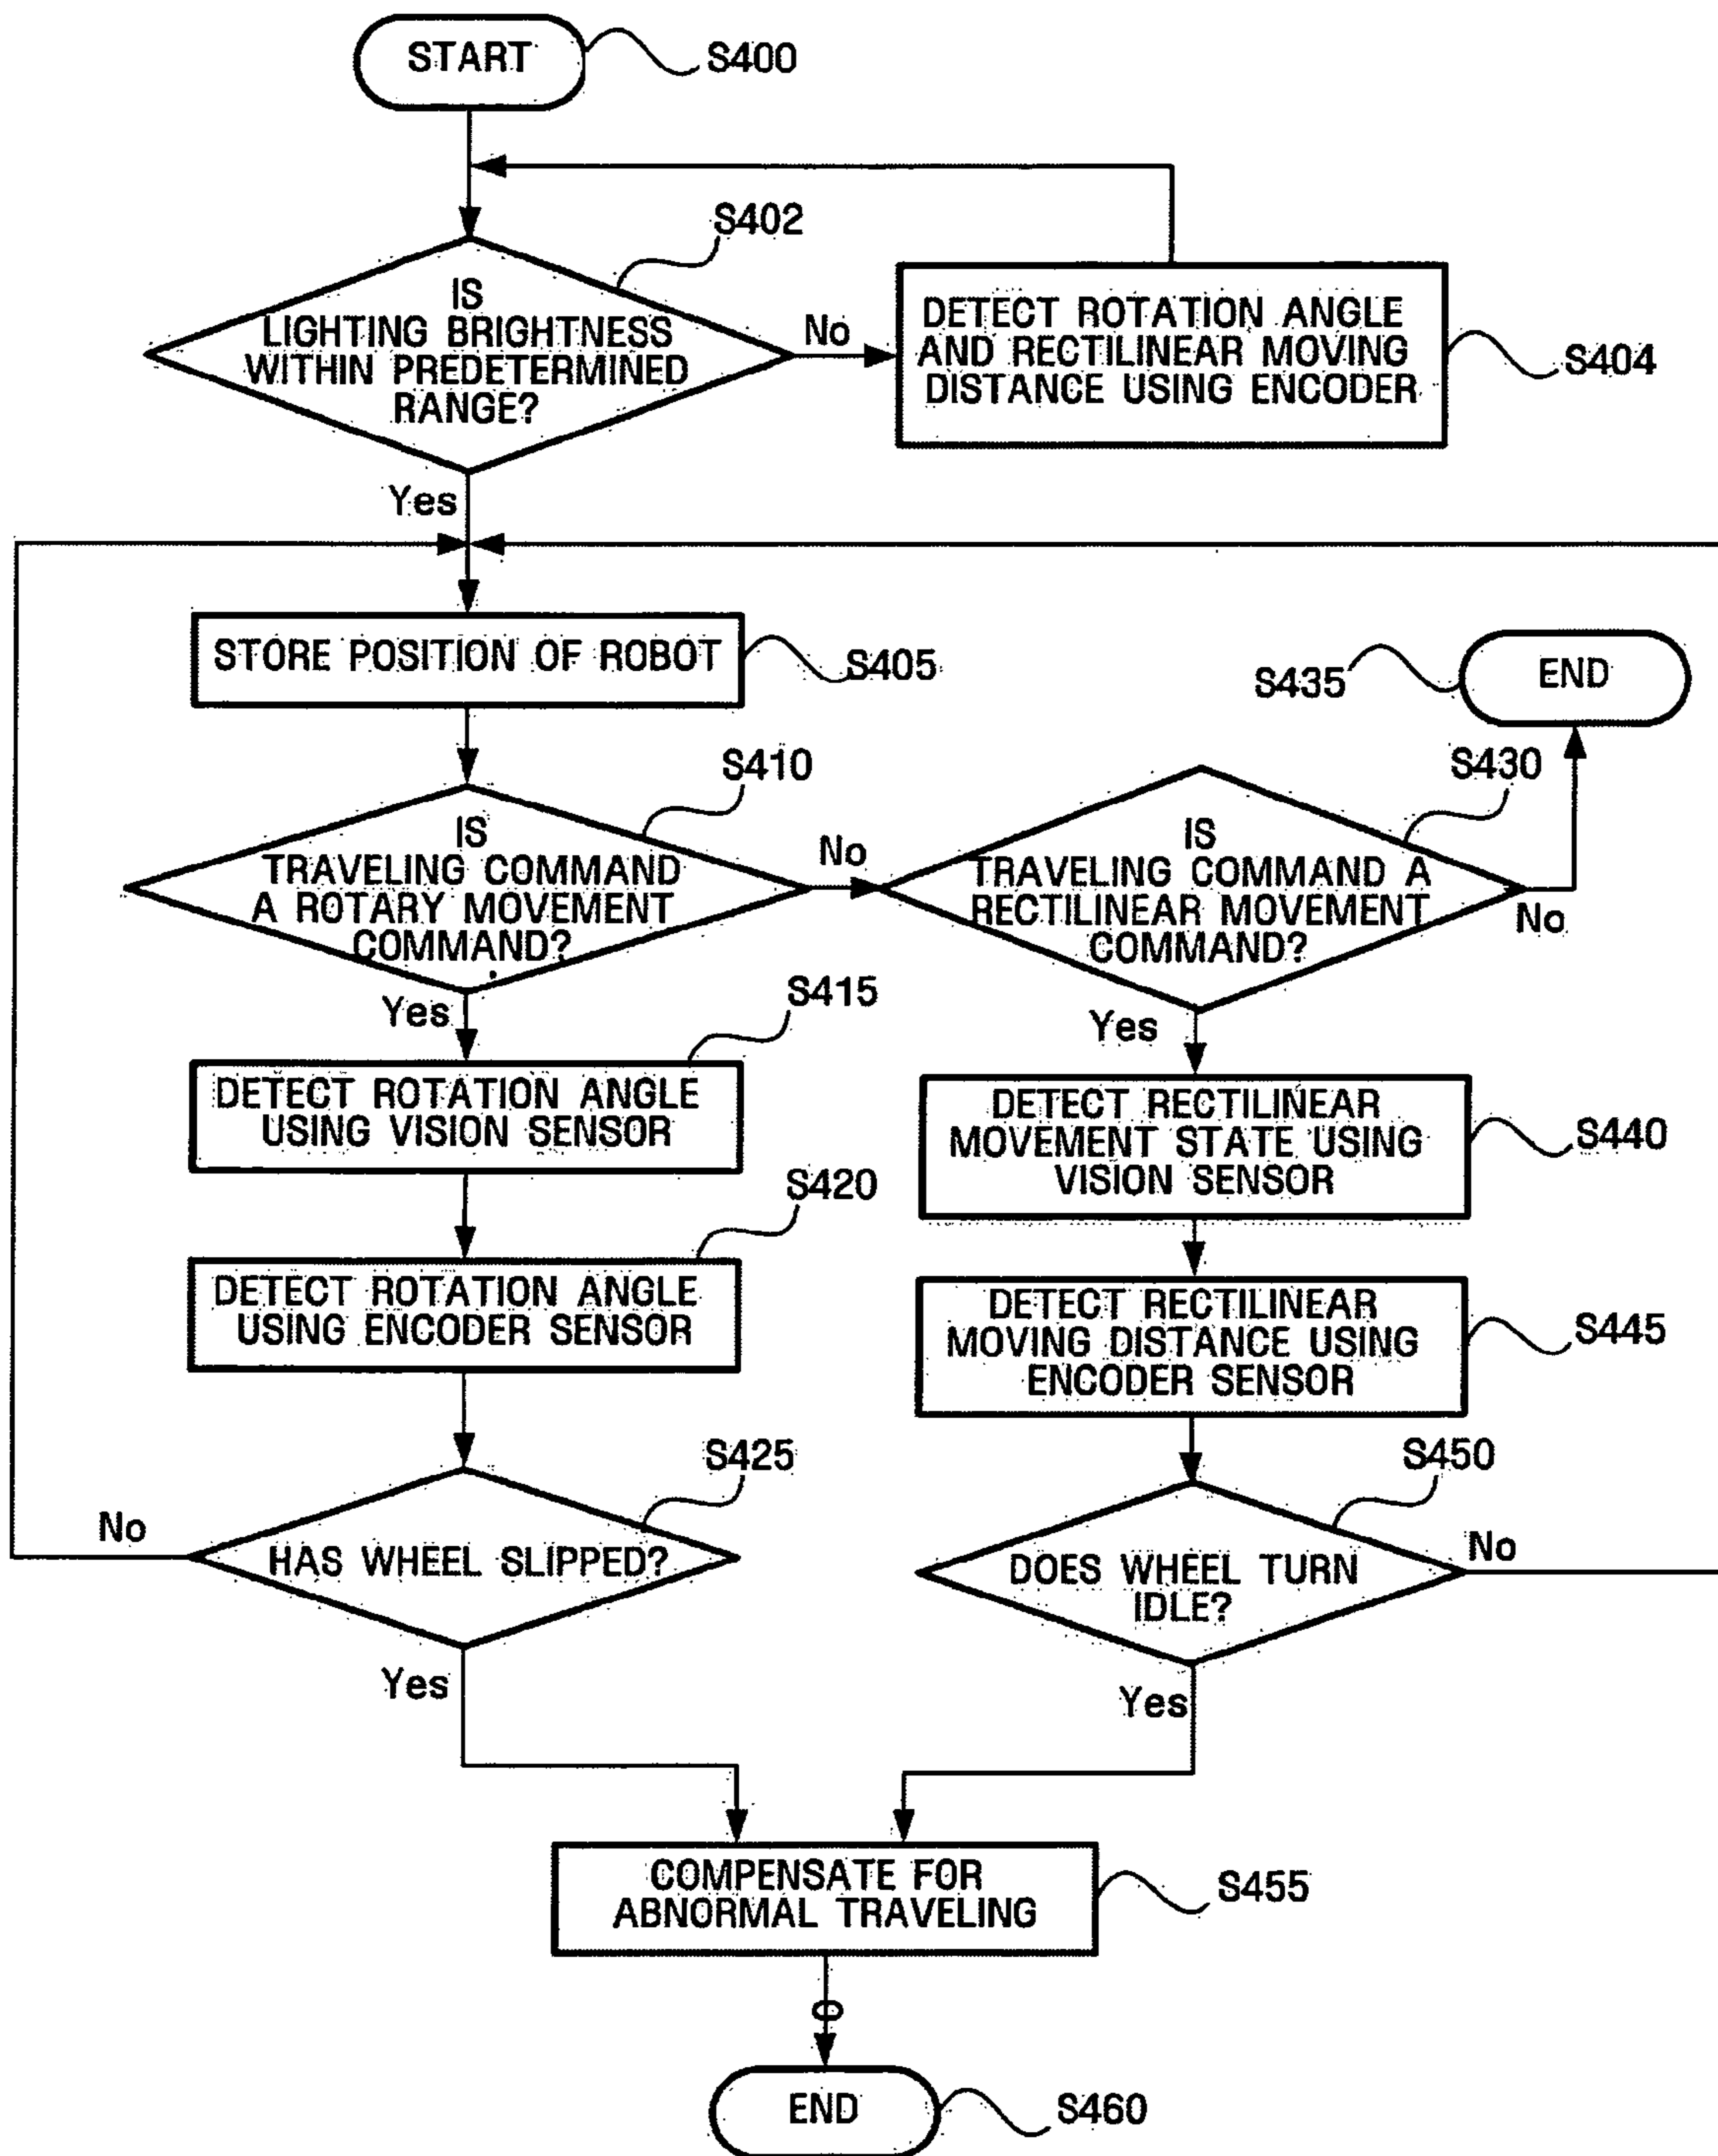 START
S400
S402
IS
LIGHTING BRIGHTNESS
WITHIN PREDETERMINED
RANGE?
No
DETECT ROTATION ANGLE
AND RECTILINEAR MOVING
DISTANCE USING ENCODER
S404
Yes
STORE POSITION OF ROBOT
S405
S435
END
S410
IS
TRAVELING COMMAND
A ROTARY MOVEMENT
COMMAND?
No
S430
IS
TRAVELING COMMAND A
RECTILINEAR MOVEMENT
COMMAND?
No
Yes
S415
DETECT ROTATION ANGLE
USING VISION SENSOR
Yes
DETECT RECTILINEAR
MOVEMENT STATE USING
VISION SENSOR
S440
S420
DETECT ROTATION ANGLE
USING ENCODER SENSOR
DETECT RECTILINEAR
MOVING DISTANCE USING
ENCODER SENSOR
S445
S425
HAS WHEEL SLIPPED?
No
S450
DOES WHEEL TURN
IDLE?
No
Yes
Yes
COMPENSATE FOR
ABNORMAL TRAVELING
S455
END
S460